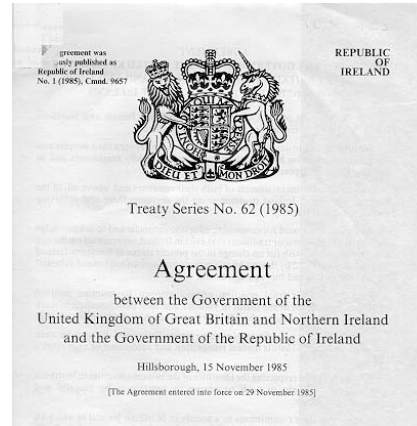 greement was
usly published as
Republic of Ireland
No. 1 (1985), Cmnd. 9657
REPUBLIC
OF
IRELAND
DIEU ET MON DROIT
Treaty Series No. 62 (1985)
Agreement
between the Government of the
United Kingdom of Great Britain and Northern Ireland
and the Government of the Republic of Ireland
Hillsborough, 15 November 1985
[The Agreement entered into force on 29 November 1985]